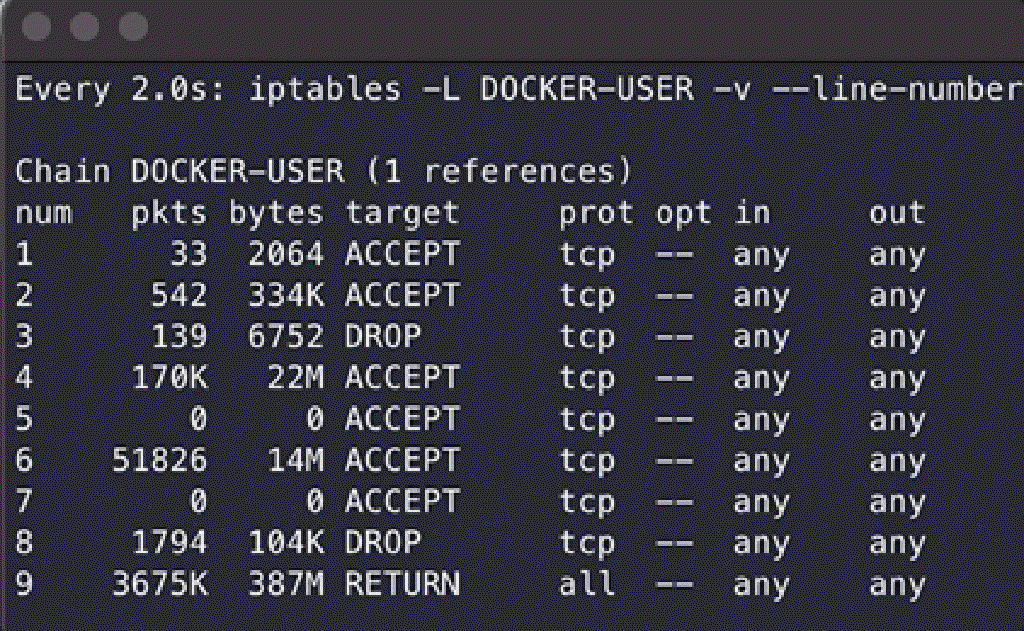 Every 2.0s: iptables -L DOCKER-USER -v --line-number
Chain DOCKER-USER (1 references)
num pkts bytes target prot opt in out
1 33 2064 ACCEPT tcp -- any any
2 542 334K ACCEPT tcp -- any any
3 139 6752 DROP tcp -- any any
4 170K 22M ACCEPT tcp -- any any
5 0 0 ACCEPT tcp -- any any
6 51826 14M ACCEPT tcp -- any any
7 0 0 ACCEPT tcp -- any any
8 1794 104K DROP tcp -- any any
9 3675K 387M RETURN all -- any any